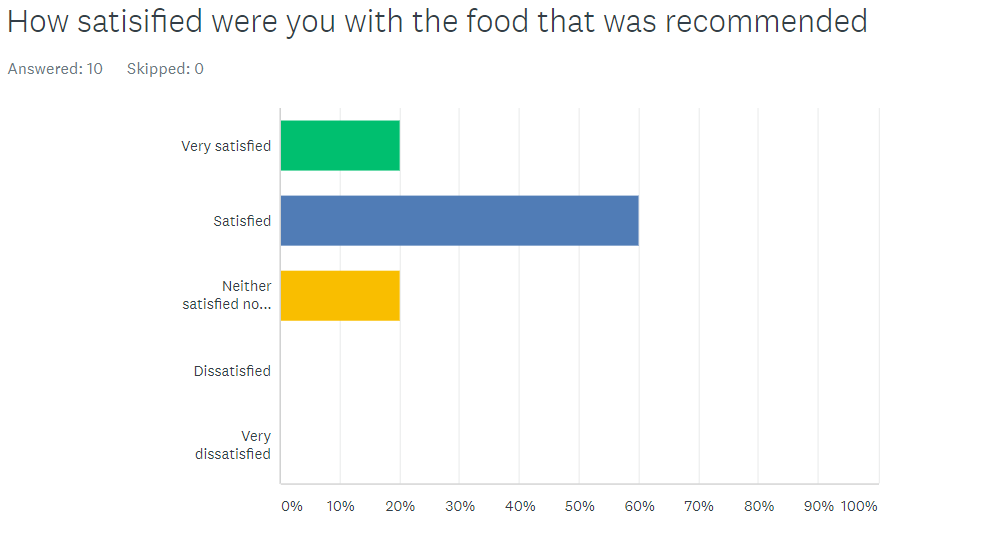 How satisified were you with the food that was recommended
Answered: 10 Skipped: 0
Very satisfied
Satisfied
Neither
satisfied no...
Dissatisfied
Very
dissatisfied
0% 10% 20% 30% 40% 50% 60% 70% 80% 90% 100%